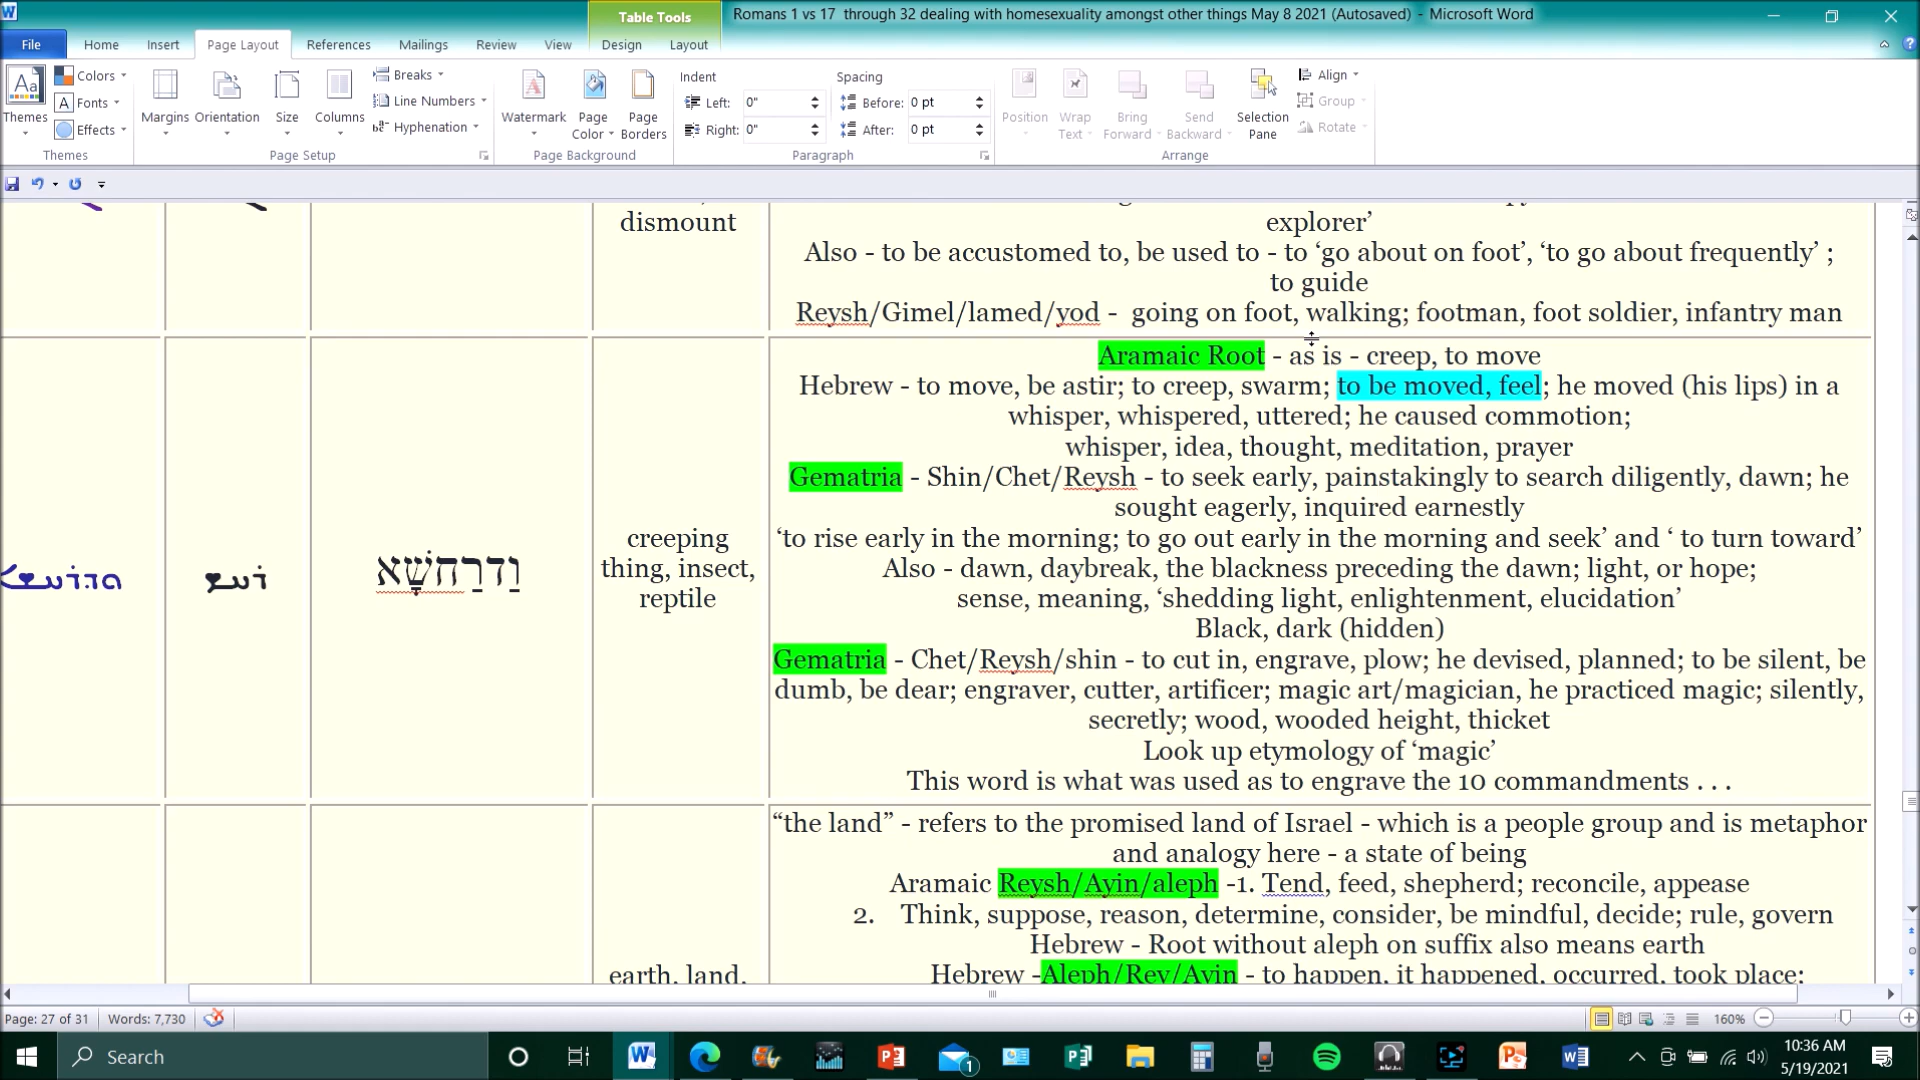 Table Tools
Romans 1 vs 17  through 32 dealing with homesexuality amongst other things May 8 2021 (Autosaved) - Microsoft Word
File Home Insert Page Layout References Mailings Review View Design Layout
Themes
Colors
Fonts
Effects
Themes
Margins Orientation Size Columns
Breaks
Line Numbers
Hyphenation
Page Setup
Watermark Page Color Page Borders
Page Background
Indent
Left: 0"
Right: 0"
Spacing
Before: 0 pt
After: 0 pt
Paragraph
Position Wrap Text Bring Forward Send Backward Selection Pane
Align
Group
Rotate
Arrange
dismount
explorer’
Also - to be accustomed to, be used to - to ‘go about on foot’, ‘to go about frequently’ ;
to guide
Reysh/Gimel/lamed/yod -  going on foot, walking; footman, foot soldier, infantry man
וַדרַחשָׁא
creeping
thing, insect,
reptile
Aramaic Root - as is - creep, to move
Hebrew - to move, be astir; to creep, swarm; to be moved, feel; he moved (his lips) in a
whisper, whispered, uttered; he caused commotion;
whisper, idea, thought, meditation, prayer
Gematria - Shin/Chet/Reysh - to seek early, painstakingly to search diligently, dawn; he
sought eagerly, inquired earnestly
‘to rise early in the morning; to go out early in the morning and seek’ and ‘ to turn toward’
Also - dawn, daybreak, the blackness preceding the dawn; light, or hope;
sense, meaning, ‘shedding light, enlightenment, elucidation’
Black, dark (hidden)
Gematria - Chet/Reysh/shin - to cut in, engrave, plow; he devised, planned; to be silent, be
dumb, be dear; engraver, cutter, artificer; magic art/magician, he practiced magic; silently,
secretly; wood, wooded height, thicket
Look up etymology of ‘magic’
This word is what was used as to engrave the 10 commandments . . .
earth, land,
“the land” - refers to the promised land of Israel - which is a people group and is metaphor
and analogy here - a state of being
Aramaic Reysh/Ayin/aleph -1. Tend, feed, shepherd; reconcile, appease
2. Think, suppose, reason, determine, consider, be mindful, decide; rule, govern
Hebrew - Root without aleph on suffix also means earth
Hebrew -Aleph/Rey/Ayin - to happen, it happened, occurred, took place;
Page: 27 of 31 Words: 7,730
160%
Search
10:36 AM
5/19/2021